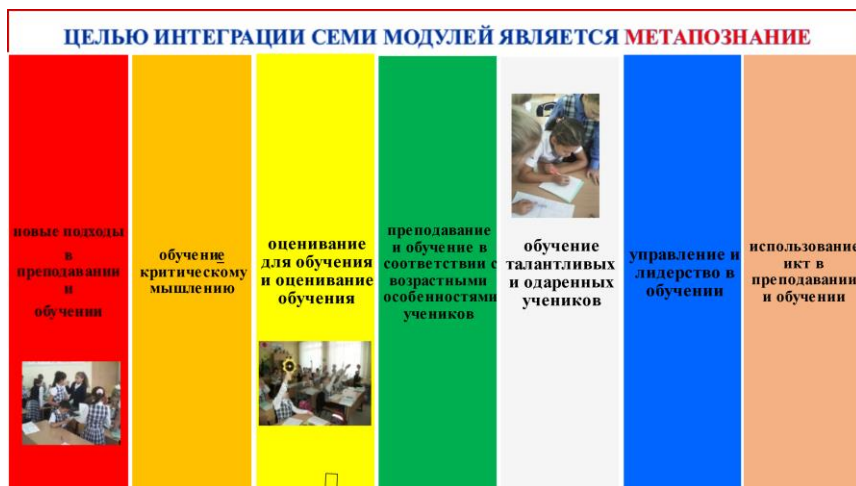 ЦЕЛЬЮ ИНТЕГРАЦИИ СЕМИ МОДУЛЕЙ ЯВЛЯЕТСЯ МЕТАПОЗНАНИЕ
новые подходы
в
преподавании
и
обучении
обучение
критическому
мышлению
оценивание
для обучения
и оценивание
обучения
преподавание
и обучение в
соответствии с
возрастными
особенностями
учеников
обучение
талантливых
и одаренных
учеников
управление и
лидерство в
обучении
использование
икт в
преподавании
и обучении